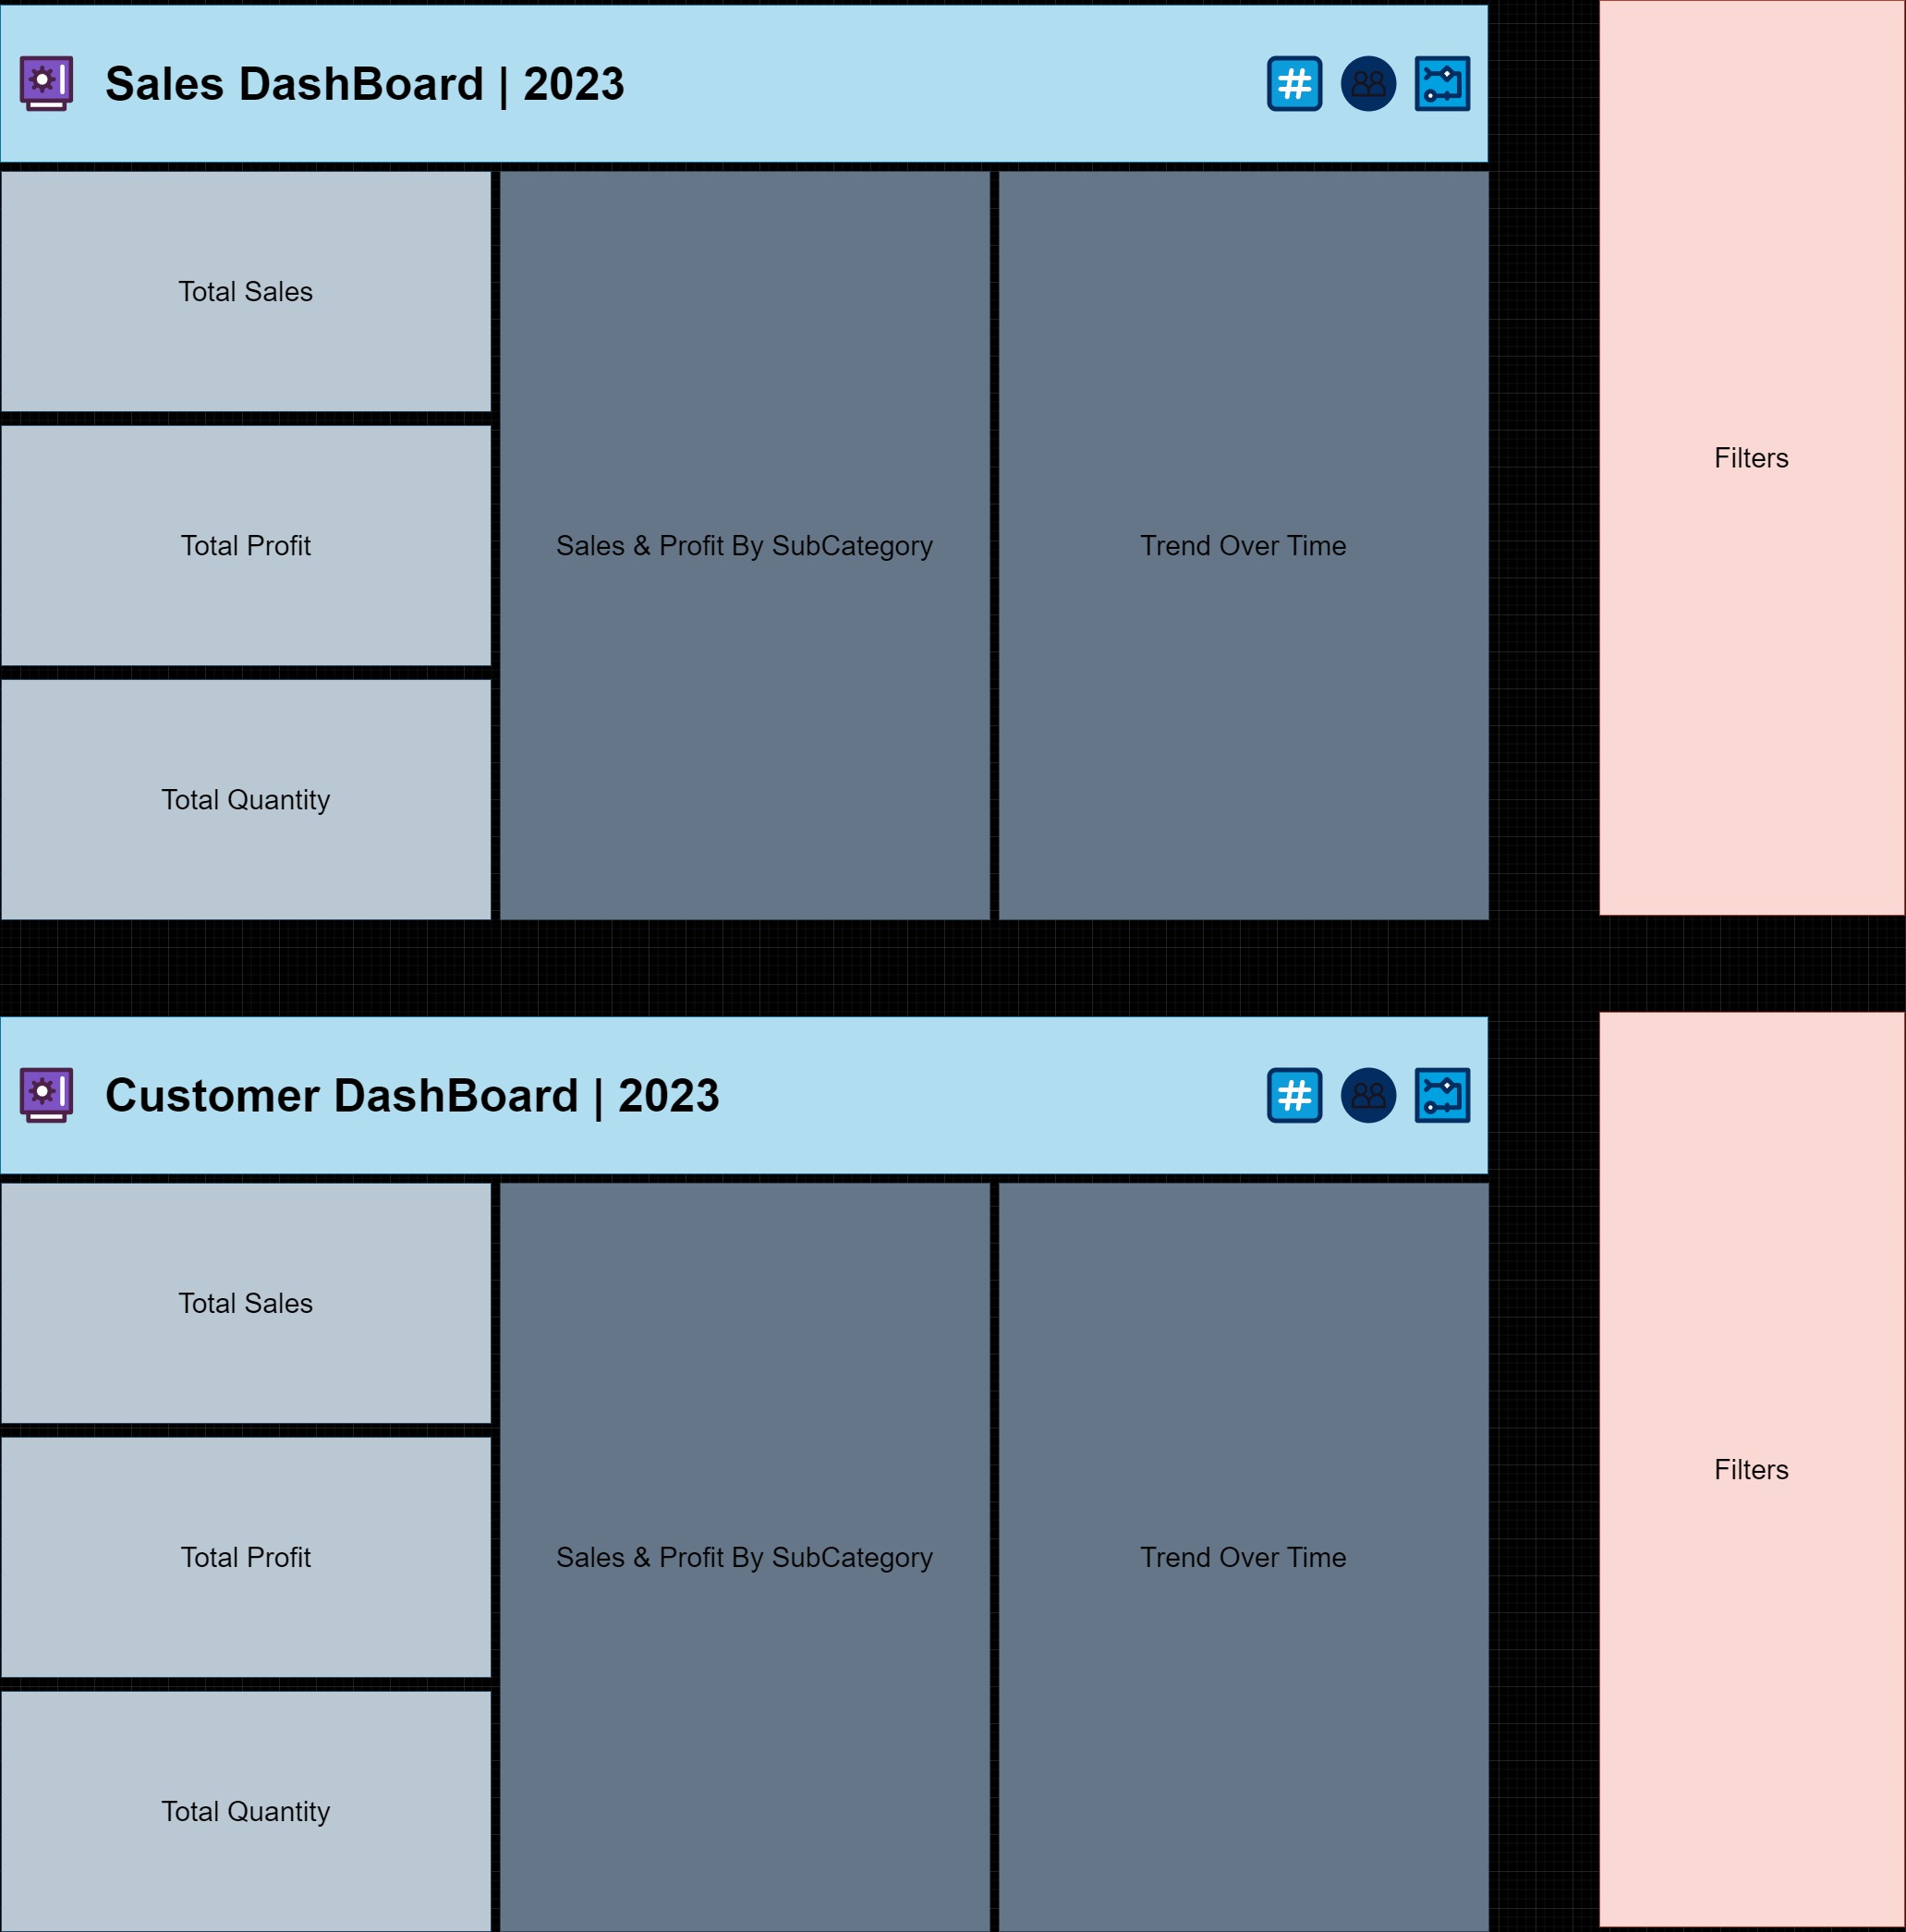 Sales DashBoard | 2023
#
Total Sales
Total Profit
Total Quantity
Sales & Profit By SubCategory
Trend Over Time
Filters
Customer DashBoard | 2023
#
Total Sales
Total Profit
Total Quantity
Sales & Profit By SubCategory
Trend Over Time
Filters